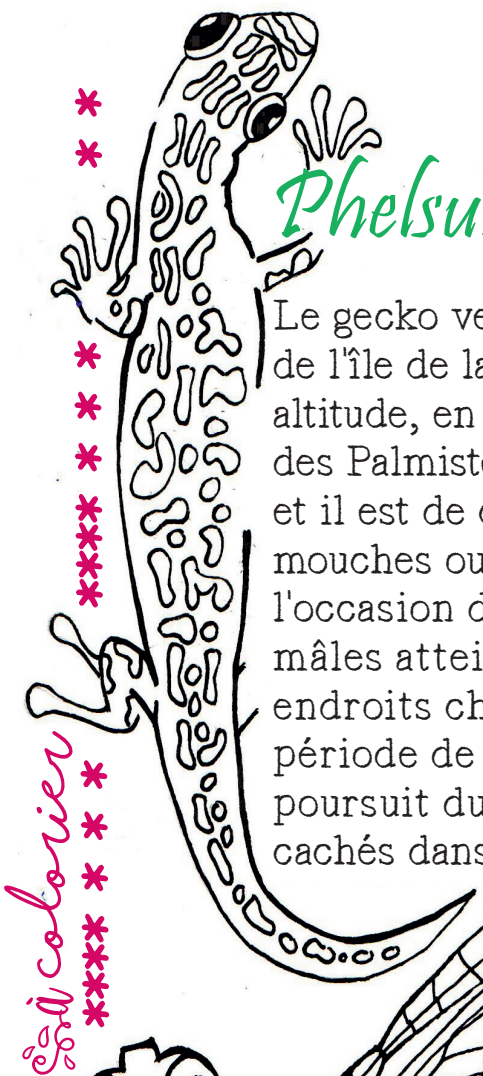 Phelsu
Le gecko ve
de l'île de la
altitude, en
des Palmist
et il est de
mouches ou
l'occasion d
mâles attei
endroits ch
période de
poursuit du
cachés dans
à colorier